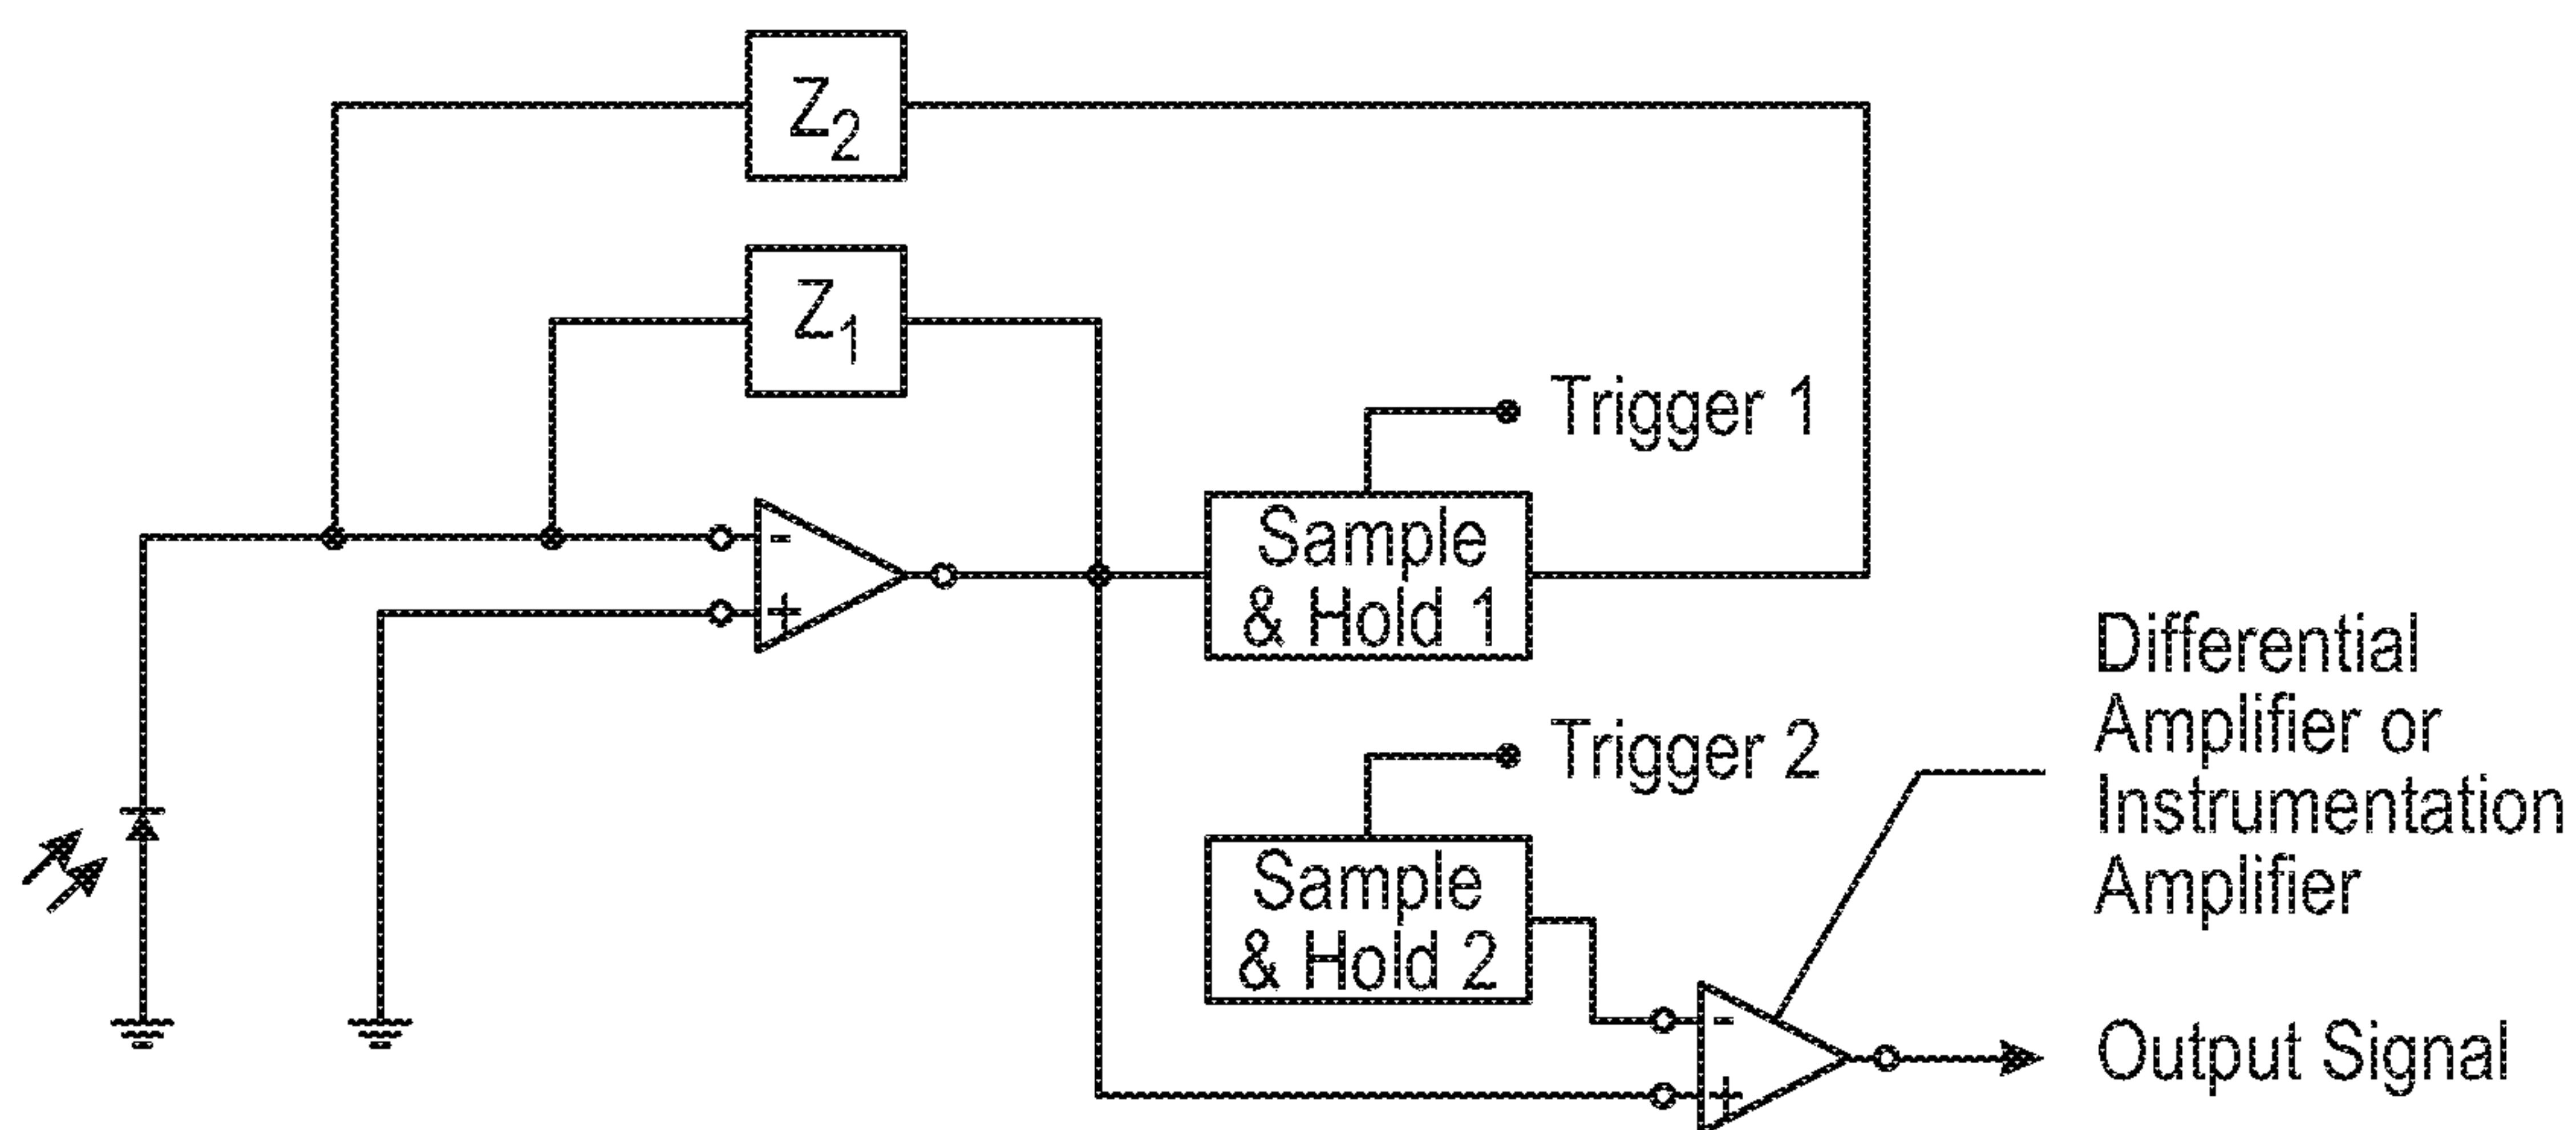 Z2
Z1
Trigger 1
-
+
Sample
& Hold 1
Trigger 2
Sample
& Hold 2
Differential
Amplifier or
Instrumentation
Amplifier
-
+
Output Signal